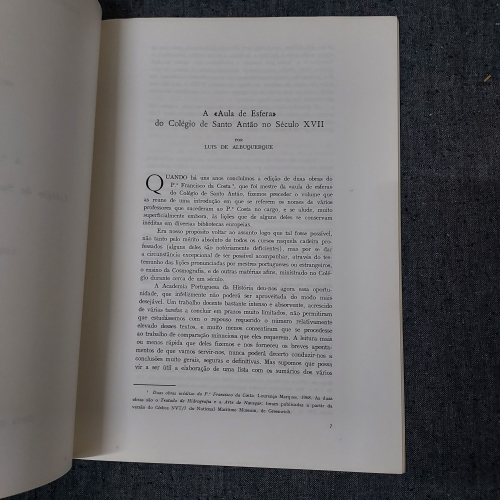 A «Aula de Esfera»
do Colégio de Santo Antão no Século XVII
POR
LUIS DE ALBUQUERQUE
QUANDO há uns anos concluímos a edição de duas obras do
P.e Francisco da Costa 1, que foi mestre da «aula de esfera»
do Colégio de Santo Antão, fizemos preceder o volume que
as reune de uma introdução em que se referem os nomes de vários
professores que sucederam ao P.e Costa no cargo, e se alude, muito
superficialmente embora, às lições que de alguns deles se conservam
inéditas em diversas bibliotecas europeias.
Era nosso propósito voltar ao assunto logo que tal fosse possível,
não tanto pelo mérito absoluto de todos os cursos naquela cadeira pro-
fessados (alguns deles são notoriamente deficientes), mas por se dar
a circunstância excepcional de ser possível acompanhar, através do tes-
temunho das lições pronunciadas por mestres portugueses ou estrangeiros,
o ensino da Cosmografia, e de outras matérias afins, ministrado no Colé-
gio durante cerca de um século.
A Academia Portuguesa da História deu-nos agora essa oportu-
nidade, que infelizmente não poderá ser aproveitada do modo mais
desejável. Um trabalho docente bastante intenso e absorvente, acrescido
de várias tarefas a concluir em prazos muito limitados, não permitiram
que estudássemos com o repouso requerido o número relativamente
elevado desses textos, e muito menos consentiram que se procedesse
ao trabalho de comparação minuciosa que eles requerem. A leitura mais
ou menos rápida que deles fizemos e nos forneceu os breves aponta-
mentos de que vamos servir-nos, nunca poderá decerto conduzir-nos a
conclusões muito gerais, seguras e definitivas. Mas supomos que possa
vir a ser útil a elaboração de uma lista com os sumários dos vários
1 Duas obras inéditas do P.e Francisco da Costa, Lourenço Marques, 1960. As duas
obras são o Tratado de Hidrografia e a Arte de Navegar, foram publicadas a partir da
versão do Códice NVT/7 do National Maritime Museum, de Greenwich.
7